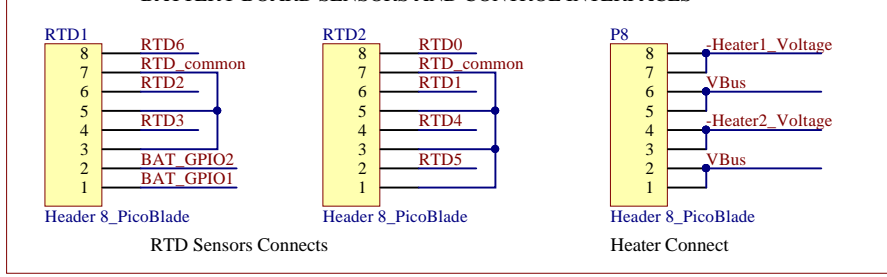 BATTERY BOARD SENSORS AND CONTROL INTERFACES
RTD1
8 RTD6
7 RTD_common
6 RTD2
5
4 RTD3
3
2 BAT_GPIO2
1 BAT_GPIO1
Header 8_PicoBlade
RTD2
8 RTD0
7 RTD_common
6 RTD1
5
4 RTD4
3
2 RTD5
1
Header 8_PicoBlade
RTD Sensors Connects
P8
8 -Heater1_Voltage
7
6 VBus
5
4 -Heater2_Voltage
3
2 VBus
1
Header 8_PicoBlade
Heater Connect